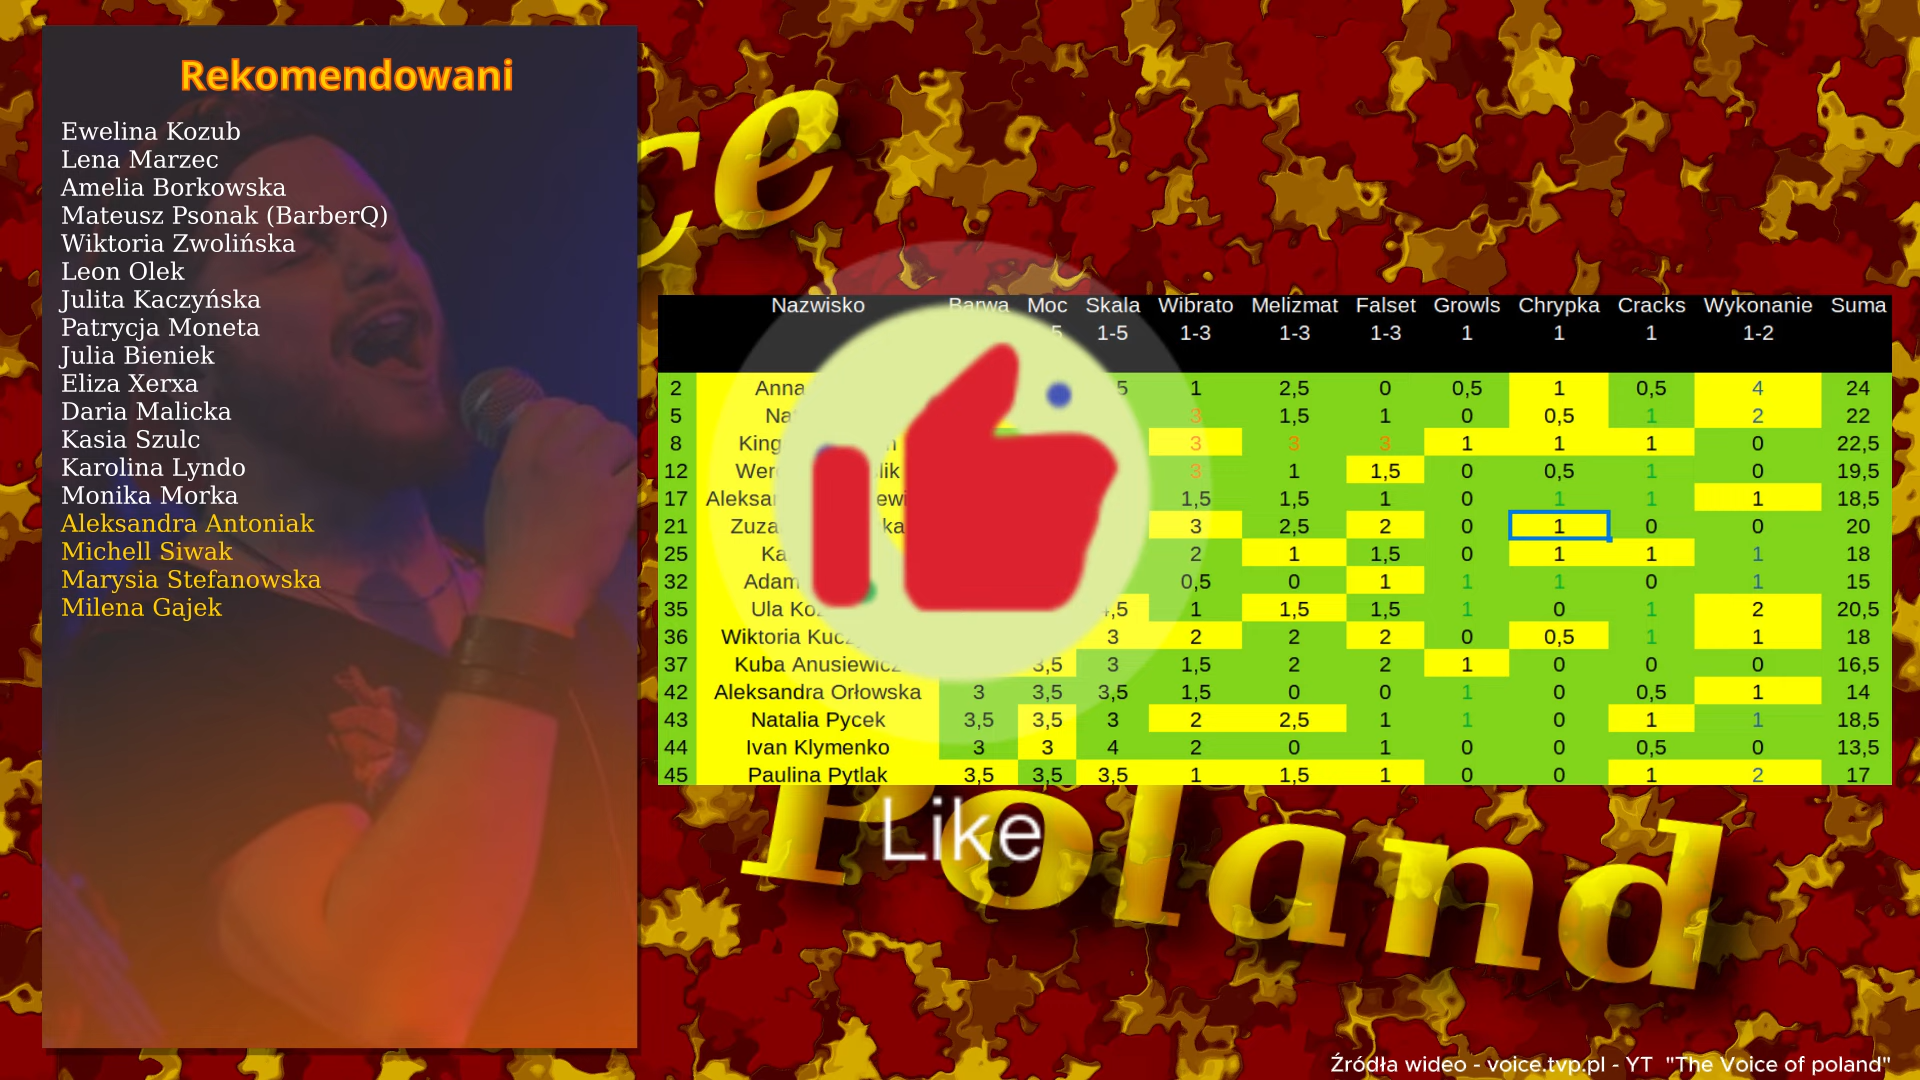 Rekomendowani
Ewelina Kozub
Lena Marzec
Amelia Borkowska
Mateusz Psonak (BarberQ)
Wiktoria Zwolińska
Leon Olek
Julita Kaczyńska
Patrycja Moneta
Julia Bieniek
Eliza Xerxa
Daria Malicka
Kasia Szulc
Karolina Lyndo
Monika Morka
Aleksandra Antoniak
Michell Siwak
Marysia Stefanowska
Milena Gajek
ce
Nazwisko Barwa Moc Skala Wibrato Melizmat Falset Growls Chrypka Cracks Wykonanie Suma
5 1-5 1-3 1-3 1-3 1 1 1 1-2
2 Anna 5 1 2,5 0 0,5 1 0,5 4 24
5 3 1,5 1 0 0,5 1 2 22
8 3 3 3 1 1 1 0 22,5
12 3 1 1,5 0 0,5 1 0 19,5
17 1,5 1,5 1 0 1 1 1 18,5
21 3 2,5 2 0 1 0 0 20
25 2 1 1,5 0 1 1 1 18
32 Adam 0,5 0 1 1 1 0 1 15
35 Ula 1 1,5 1,5 1 0 1 2 20,5
36 Wiktoria 3 2 2 2 0 0,5 1 1 18
37 Kuba Anusiewicz 3,5 3 1,5 2 2 1 0 0 0 16,5
42 Aleksandra Orłowska 3 3,5 3,5 1,5 0 0 1 0 0,5 1 14
43 Natalia Pycek 3,5 3,5 3 2 2,5 1 1 0 1 1 18,5
44 Ivan Klymenko 3 3 4 2 0 1 0 0 0,5 0 13,5
45 Paulina Pytlak 3,5 3,5 3,5 1 1,5 1 0 0 1 2 17
Like
Poland
Źródła wideo - voice.tvp.pl - YT "The Voice of poland"